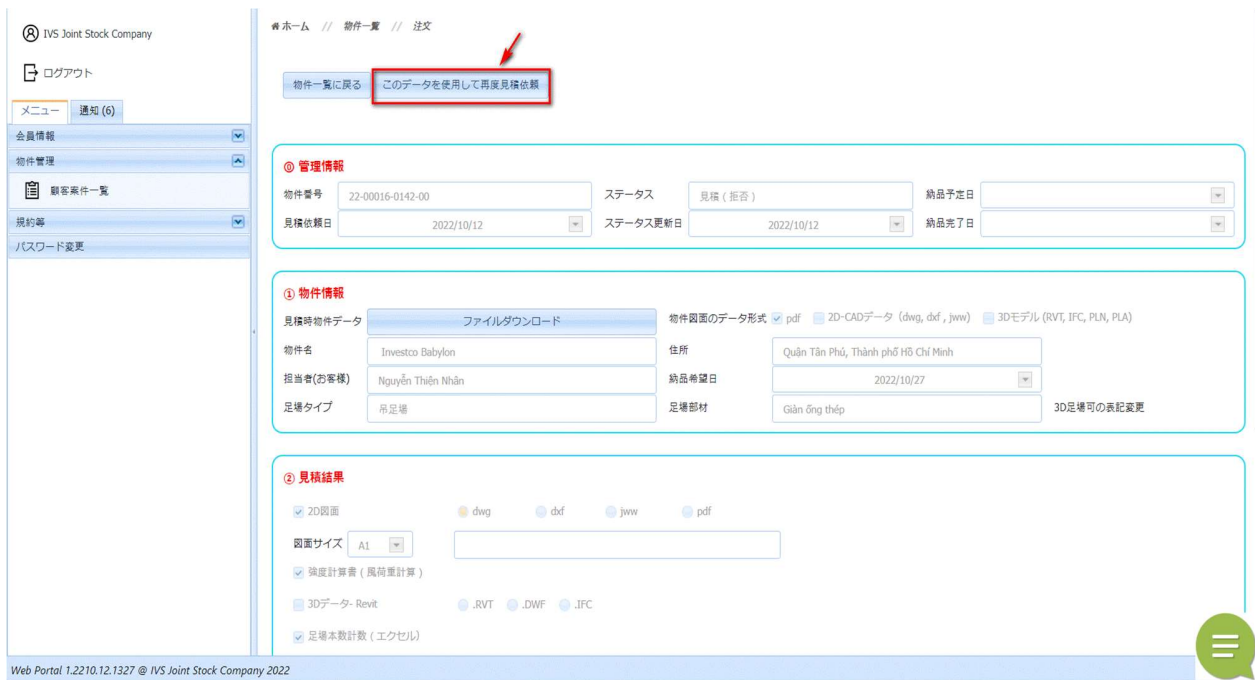 IVS Joint Stock Company
ログアウト
メニュー 通知 (6)
会員情報
物件管理
顧客案件一覧
規約等
パスワード変更
ホーム // 物件一覧 // 注文
物件一覧に戻る このデータを使用して再度見積依頼
⓪ 管理情報
物件番号 22-00016-0142-00 ステータス 見積 ( 拒否 ) 納品予定日
見積依頼日 2022/10/12 ステータス更新日 2022/10/12 納品完了日
① 物件情報
見積時物件データ ファイルダウンロード 物件図面のデータ形式 pdf 2D-CADデータ (dwg, dxf , jww) 3Dモデル (RVT, IFC, PLN, PLA)
物件名 Investco Babylon 住所 Quận Tân Phú, Thành phố Hồ Chí Minh
担当者(お客様) Nguyễn Thiện Nhân 納品希望日 2022/10/27
足場タイプ 吊足場 足場部材 Giàn ống thép 3D足場可の表記変更
② 見積結果
2D図面 dwg dxf jww pdf
図面サイズ A1
強度計算書 ( 風荷重計算 )
3Dデータ- Revit .RVT .DWF .IFC
足場本数計数 ( エクセル)
Web Portal 1.2210.12.1327 @ IVS Joint Stock Company 2022